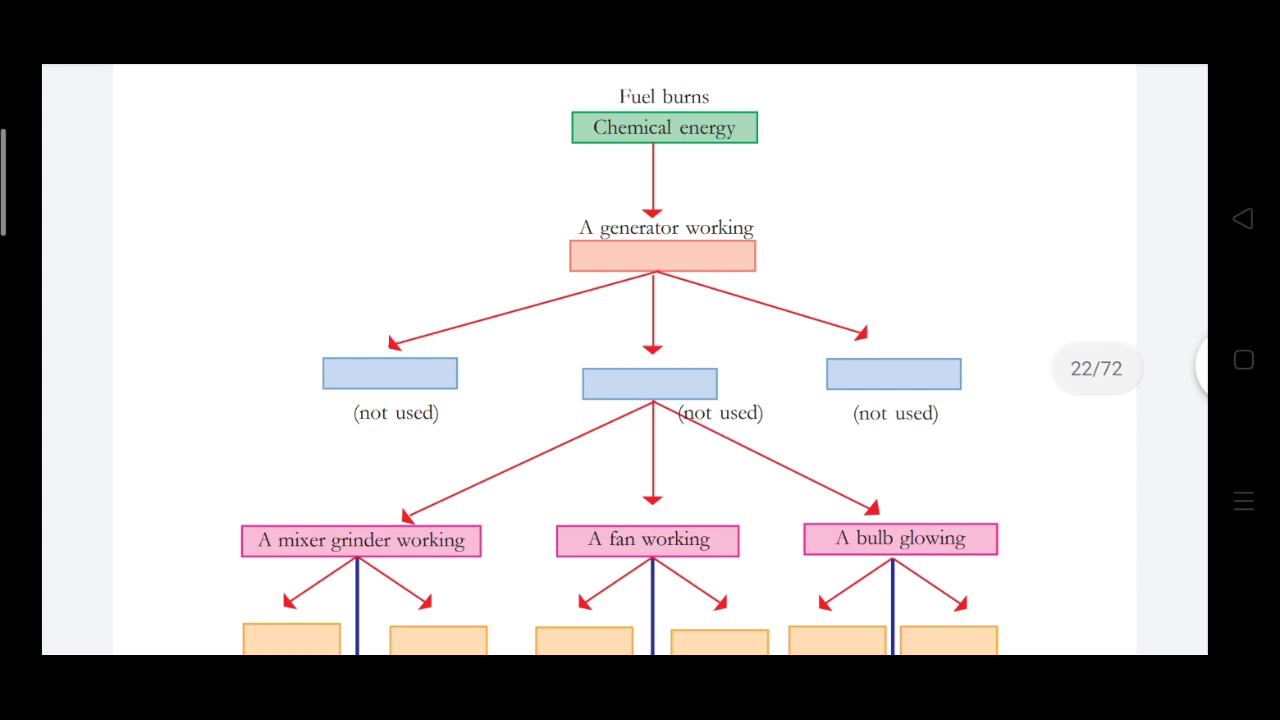 Fuel burns
Chemical energy
A generator working
22/72
(not used)
(not used)
(not used)
A mixer grinder working
A fan working
A bulb glowing